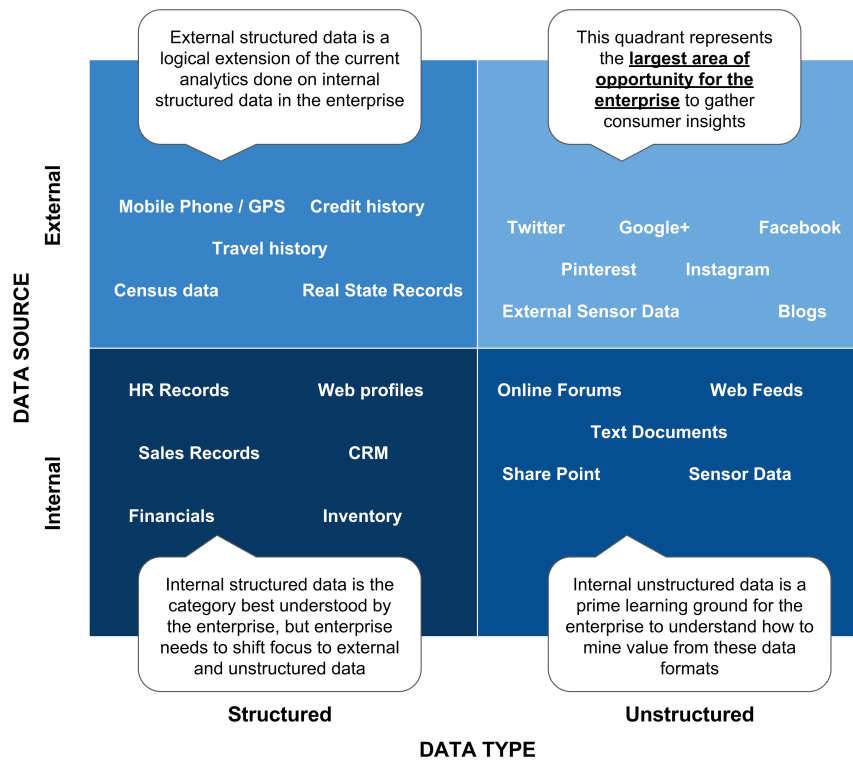 External structured data is a
logical extension of the current
analytics done on internal
structured data in the enterprise
This quadrant represents
the largest area of
opportunity for the
enterprise to gather
consumer insights
External
Mobile Phone / GPS Credit history
Travel history
Census data Real State Records
Twitter Google+ Facebook
Pinterest Instagram
External Sensor Data Blogs
DATA SOURCE
Internal
HR Records Web profiles
Sales Records CRM
Financials Inventory
Online Forums Web Feeds
Text Documents
Share Point Sensor Data
Internal structured data is the
category best understood by
the enterprise, but enterprise
needs to shift focus to external
and unstructured data
Internal unstructured data is a
prime learning ground for the
enterprise to understand how to
mine value from these data
formats
Structured Unstructured
DATA TYPE